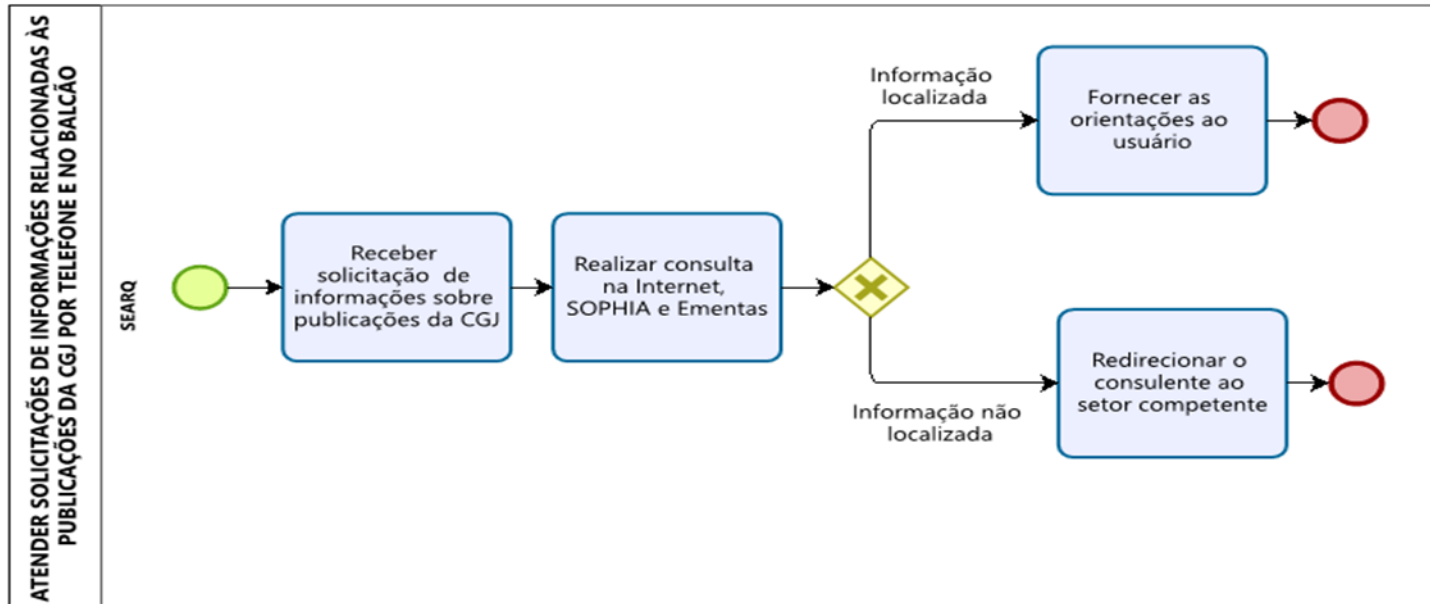 ATENDER SOLICITAÇÕES DE INFORMAÇÕES RELACIONADAS ÀS
PUBLICAÇÕES DA CGJ POR TELEFONE E NO BALCÃO
SEARQ
Receber
solicitação de
informações sobre
publicações da CGJ
Realizar consulta
na Internet,
SOPHIA e Ementas
Informação
localizada
Fornecer as
orientações ao
usuário
Informação não
localizada
Redirecionar o
consulente ao
setor competente